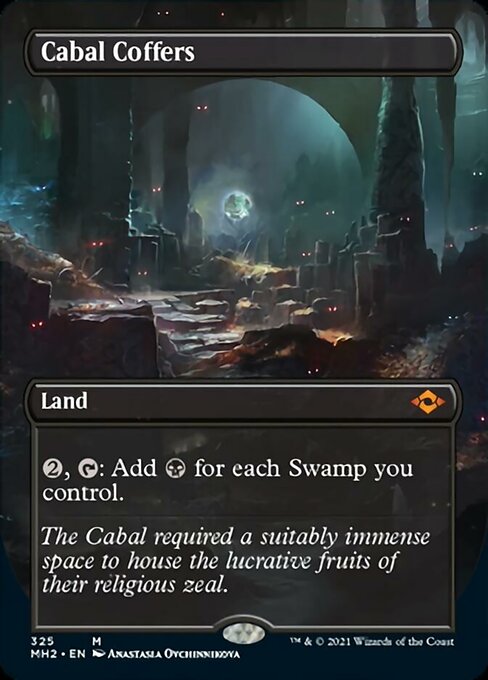 Cabal Coffers
Land
2, T: Add B for each Swamp you
control.
The Cabal required a suitably immense
space to house the lucrative fruits of
their religious zeal.
325 M
MH2 • EN ANASTASIA OVCHINNIKOVA
™ & © 2021 Wizards of the Coast